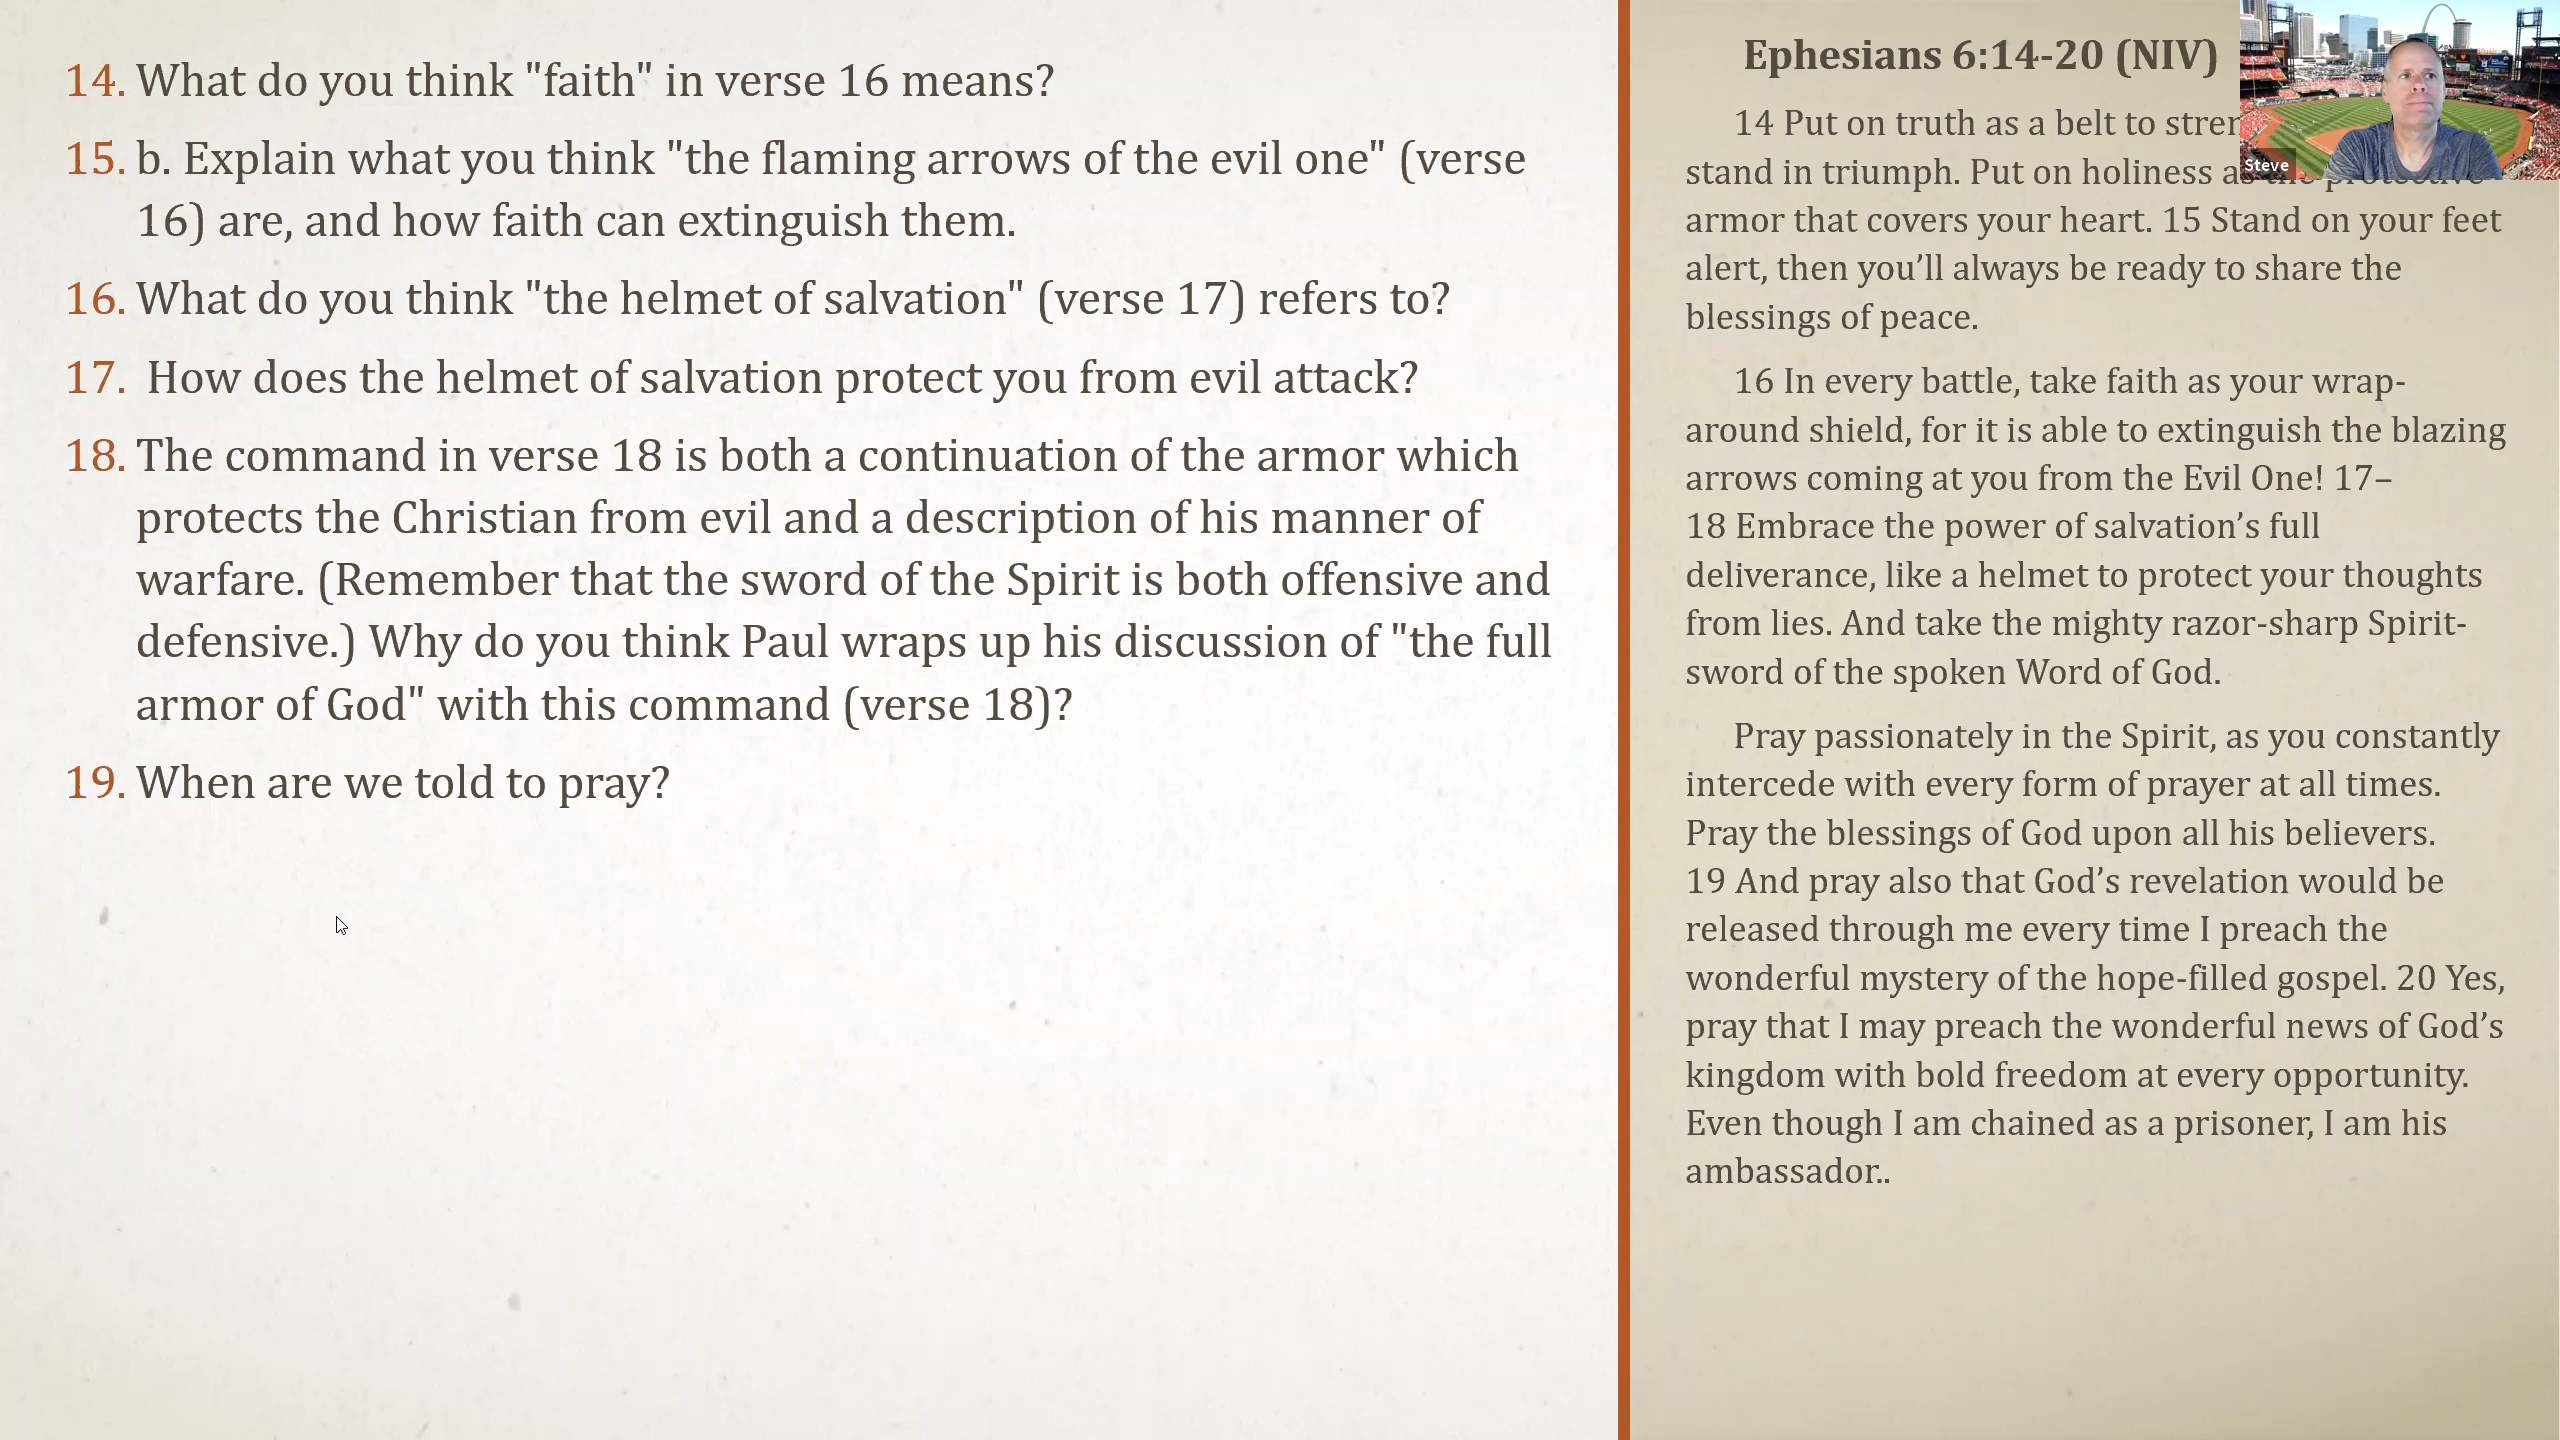 14. What do you think "faith" in verse 16 means?
15. b. Explain what you think "the flaming arrows of the evil one" (verse
16) are, and how faith can extinguish them.
16. What do you think "the helmet of salvation" (verse 17) refers to?
17. How does the helmet of salvation protect you from evil attack?
18. The command in verse 18 is both a continuation of the armor which
protects the Christian from evil and a description of his manner of
warfare. (Remember that the sword of the Spirit is both offensive and
defensive.) Why do you think Paul wraps up his discussion of "the full
armor of God" with this command (verse 18)?
19. When are we told to pray?
Ephesians 6:14-20 (NIV)
14 Put on truth as a belt to
stand in triumph. Put on holiness as the protective
armor that covers your heart. 15 Stand on your feet
alert, then you’ll always be ready to share the
blessings of peace.
16 In every battle, take faith as your wrap-
around shield, for it is able to extinguish the blazing
arrows coming at you from the Evil One! 17–
18 Embrace the power of salvation’s full
deliverance, like a helmet to protect your thoughts
from lies. And take the mighty razor-sharp Spirit-
sword of the spoken Word of God.
Pray passionately in the Spirit, as you constantly
intercede with every form of prayer at all times.
Pray the blessings of God upon all his believers.
19 And pray also that God’s revelation would be
released through me every time I preach the
wonderful mystery of the hope-filled gospel. 20 Yes,
pray that I may preach the wonderful news of God’s
kingdom with bold freedom at every opportunity.
Even though I am chained as a prisoner, I am his
ambassador..
Steve